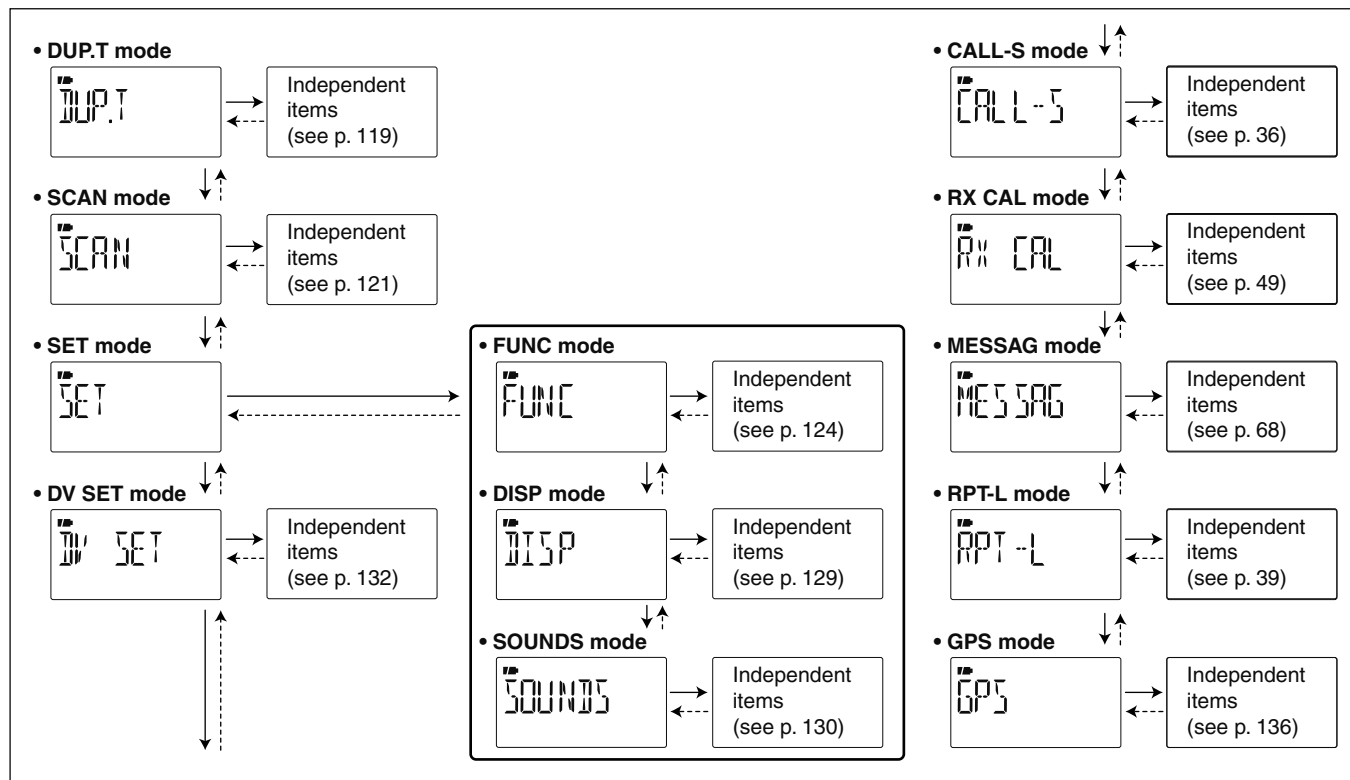 • DUP.T mode
DUP.T
Independent
items
(see p. 119)
• SCAN mode
SCAN
Independent
items
(see p. 121)
• SET mode
SET
• DV SET mode
DV SET
Independent
items
(see p. 132)
• FUNC mode
FUNC
Independent
items
(see p. 124)
• DISP mode
DISP
Independent
items
(see p. 129)
• SOUNDS mode
SOUNDS
Independent
items
(see p. 130)
• CALL-S mode
CALL-S
Independent
items
(see p. 36)
• RX CAL mode
RX CAL
Independent
items
(see p. 49)
• MESSAG mode
MESSAG
Independent
items
(see p. 68)
• RPT-L mode
RPT-L
Independent
items
(see p. 39)
• GPS mode
GPS
Independent
items
(see p. 136)